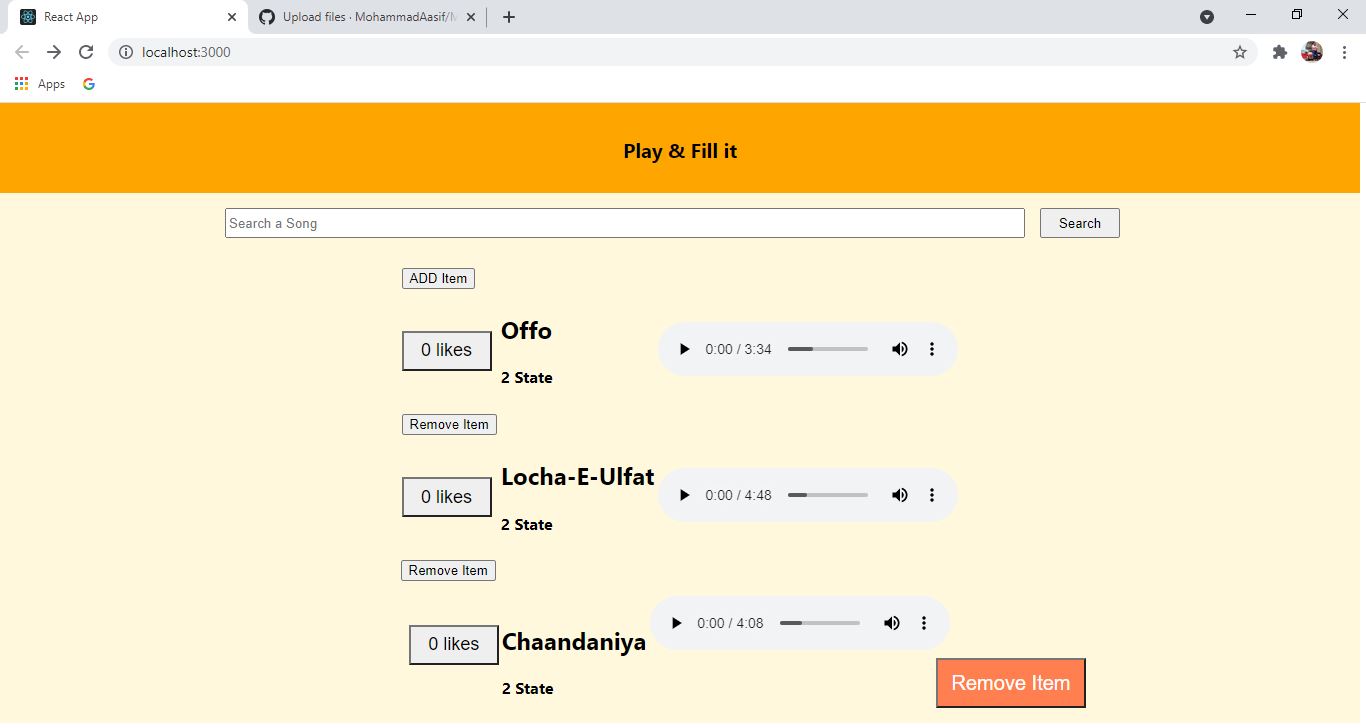 React App
Upload files · MohammadAasif/
localhost:3000
Apps
Play & Fill it
Search a Song
Search
ADD Item
0 likes
Offo
2 State
0:00 / 3:34
Remove Item
0 likes
Locha-E-Ulfat
2 State
0:00 / 4:48
Remove Item
0 likes
Chaandaniya
2 State
0:00 / 4:08
Remove Item